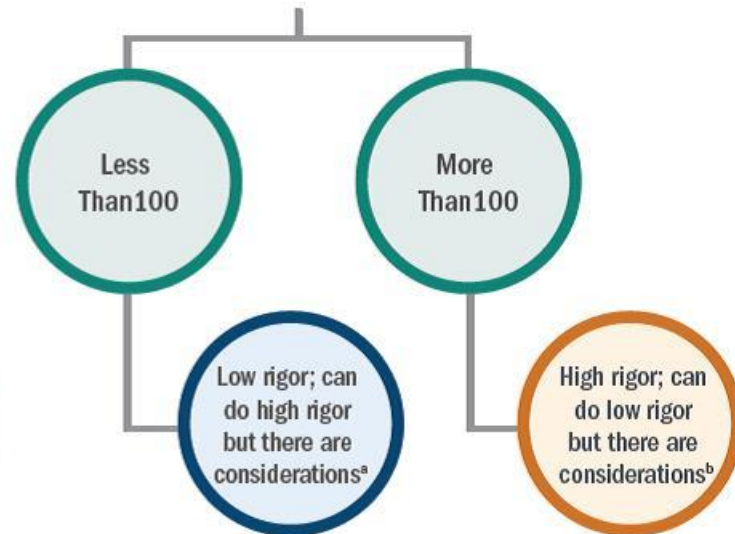 Less
Than100
More
Than100
Low rigor; can
do high rigor
but there are
considerationsᵃ
High rigor; can
do low rigor
but there are
considerationsᵇ